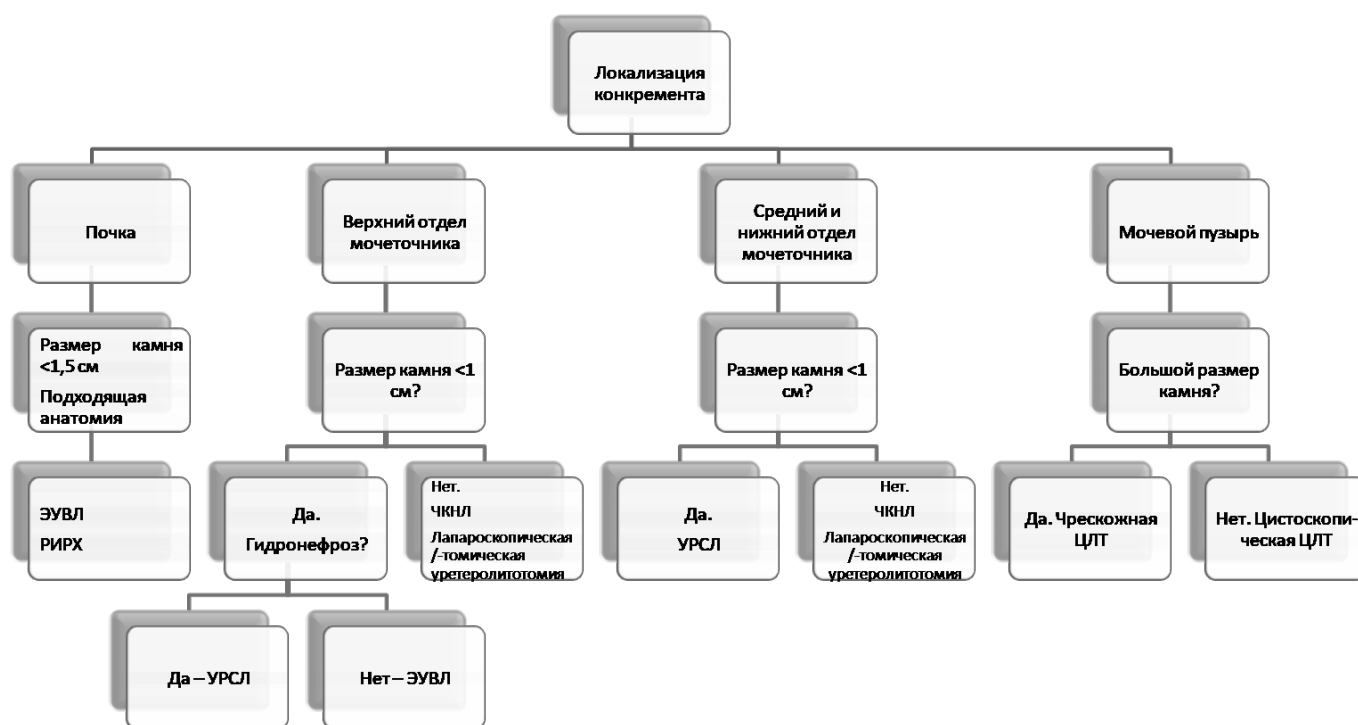 Локализация
конкремента
Почка
Верхний отдел
мочеточника
Средний и
нижний отдел
мочеточника
Мочевой пузырь
Размер камня
<1,5 см
Подходящая
анатомия
Размер камня <1
см?
Размер камня <1
см?
Большой размер
камня?
ЭУВЛ
РИРХ
Да.
Гидронефроз?
Нет.
ЧКНЛ
Лапароскопическая
/-томическая
уретеролитотомия
Да.
УРСЛ
Нет.
ЧКНЛ
Лапароскопическая
/-томическая
уретеролитотомия
Да. Чрескожная
ЦЛТ
Нет. Цистоскопи-
ческая ЦЛТ
Да – УРСЛ
Нет – ЭУВЛ